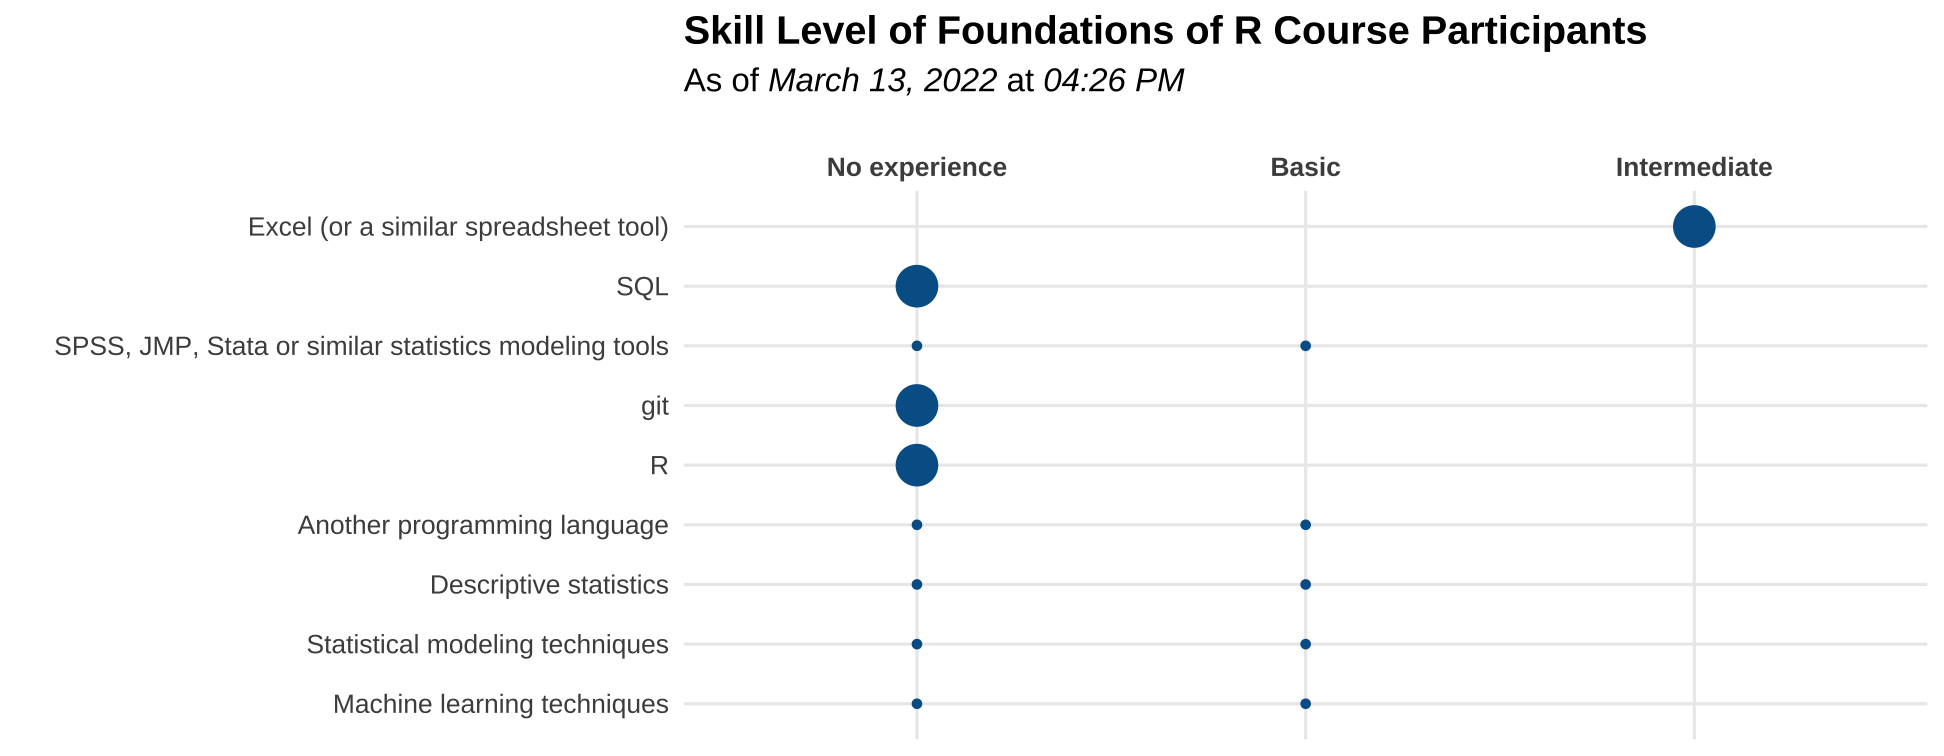 Skill Level of Foundations of R Course Participants
As of March 13, 2022 at 04:26 PM
No experience Basic Intermediate
Excel (or a similar spreadsheet tool)
SQL
SPSS, JMP, Stata or similar statistics modeling tools
git
R
Another programming language
Descriptive statistics
Statistical modeling techniques
Machine learning techniques